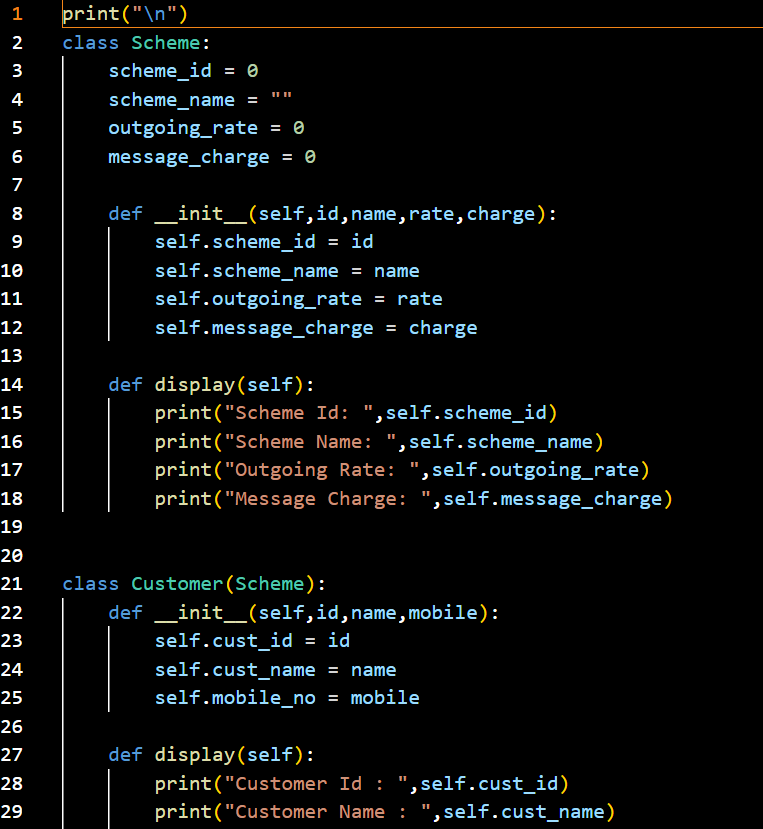 1 print("\n")
2 class Scheme:
3     scheme_id = 0
4     scheme_name = ""
5     outgoing_rate = 0
6     message_charge = 0
7
8     def __init__(self,id,name,rate,charge):
9         self.scheme_id = id
10         self.scheme_name = name
11         self.outgoing_rate = rate
12         self.message_charge = charge
13
14     def display(self):
15         print("Scheme Id: ",self.scheme_id)
16         print("Scheme Name: ",self.scheme_name)
17         print("Outgoing Rate: ",self.outgoing_rate)
18         print("Message Charge: ",self.message_charge)
19
20
21 class Customer(Scheme):
22     def __init__(self,id,name,mobile):
23         self.cust_id = id
24         self.cust_name = name
25         self.mobile_no = mobile
26
27     def display(self):
28         print("Customer Id : ",self.cust_id)
29         print("Customer Name : ",self.cust_name)